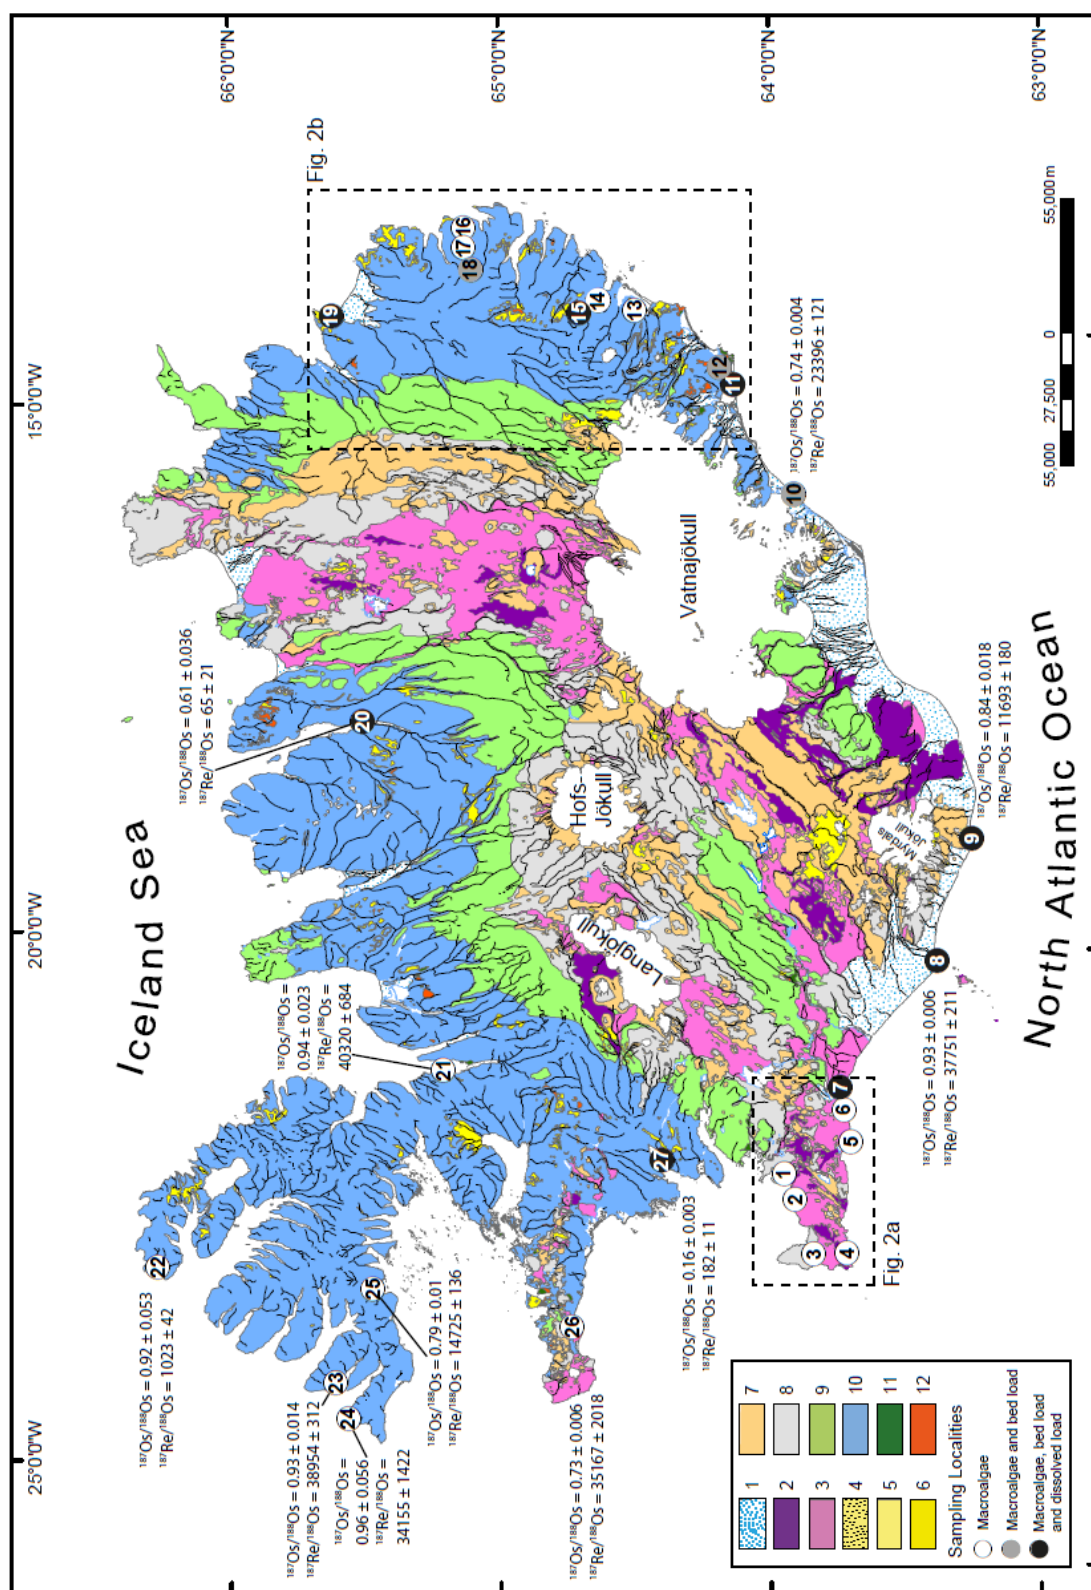 25°0'0"W
20°0'0"W
15°0'0"W
66°0'0"N
65°0'0"N
64°0'0"N
63°0'0"N
Iceland Sea
¹⁸⁷Os/¹⁸⁸Os = 0.92 ± 0.053
¹⁸⁷Re/¹⁸⁸Os = 1023 ± 42
22
¹⁸⁷Os/¹⁸⁸Os = 0.61 ± 0.036
¹⁸⁷Re/¹⁸⁸Os = 65 ± 21
20
Fig. 2b
19
¹⁸⁷Os/¹⁸⁸Os =
0.94 ± 0.023
¹⁸⁷Re/¹⁸⁸Os =
40320 ± 684
21
¹⁸⁷Os/¹⁸⁸Os = 0.93 ± 0.014
¹⁸⁷Re/¹⁸⁸Os = 38954 ± 312
23
24
¹⁸⁷Os/¹⁸⁸Os =
0.96 ± 0.056
¹⁸⁷Re/¹⁸⁸Os =
34155 ± 1422
25
¹⁸⁷Os/¹⁸⁸Os = 0.79 ± 0.01
¹⁸⁷Re/¹⁸⁸Os = 14725 ± 136
18
17
16
15
14
13
12
11
26
¹⁸⁷Os/¹⁸⁸Os = 0.73 ± 0.006
¹⁸⁷Re/¹⁸⁸Os = 35167 ± 2018
Langjökull
Hofs-
Jökull
Vatnajökull
27
¹⁸⁷Os/¹⁸⁸Os = 0.16 ± 0.003
¹⁸⁷Re/¹⁸⁸Os = 182 ± 11
10
¹⁸⁷Os/¹⁸⁸Os = 0.74 ± 0.004
¹⁸⁷Re/¹⁸⁸Os = 23396 ± 121
1
2
3
4
5
6
7
Fig. 2a
Myrdals
Jökull
8
¹⁸⁷Os/¹⁸⁸Os = 0.93 ± 0.006
¹⁸⁷Re/¹⁸⁸Os = 37751 ± 211
9
¹⁸⁷Os/¹⁸⁸Os = 0.84 ± 0.018
¹⁸⁷Re/¹⁸⁸Os = 11693 ± 180
North Atlantic Ocean
1 7
2 8
3 9
4 10
5 11
6 12
Sampling Localities
Macroalgae
Macroalgae and bed load
Macroalgae, bed load
and dissolved load
55,000 27,500 0 55,000 m